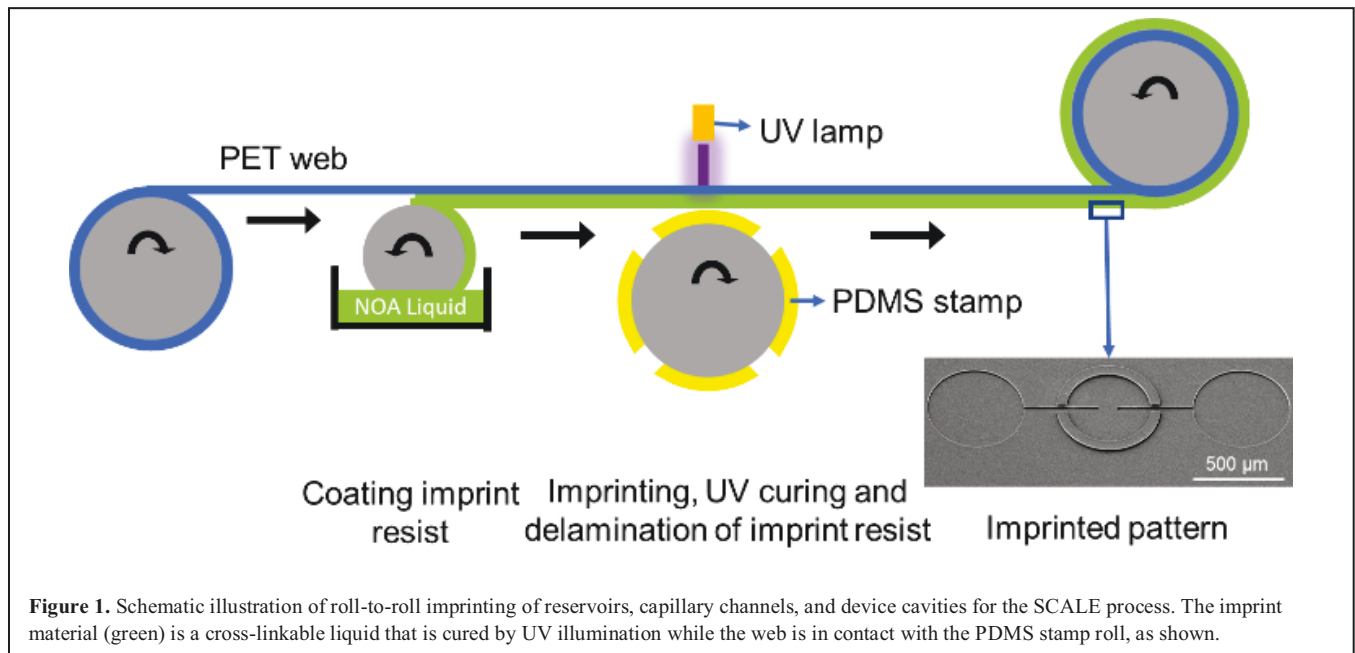 UV lamp
PET web
NOA Liquid
PDMS stamp
500 µm
Coating imprint
resist
Imprinting, UV curing and
delamination of imprint resist
Imprinted pattern
Figure 1. Schematic illustration of roll-to-roll imprinting of reservoirs, capillary channels, and device cavities for the SCALE process. The imprint
material (green) is a cross-linkable liquid that is cured by UV illumination while the web is in contact with the PDMS stamp roll, as shown.